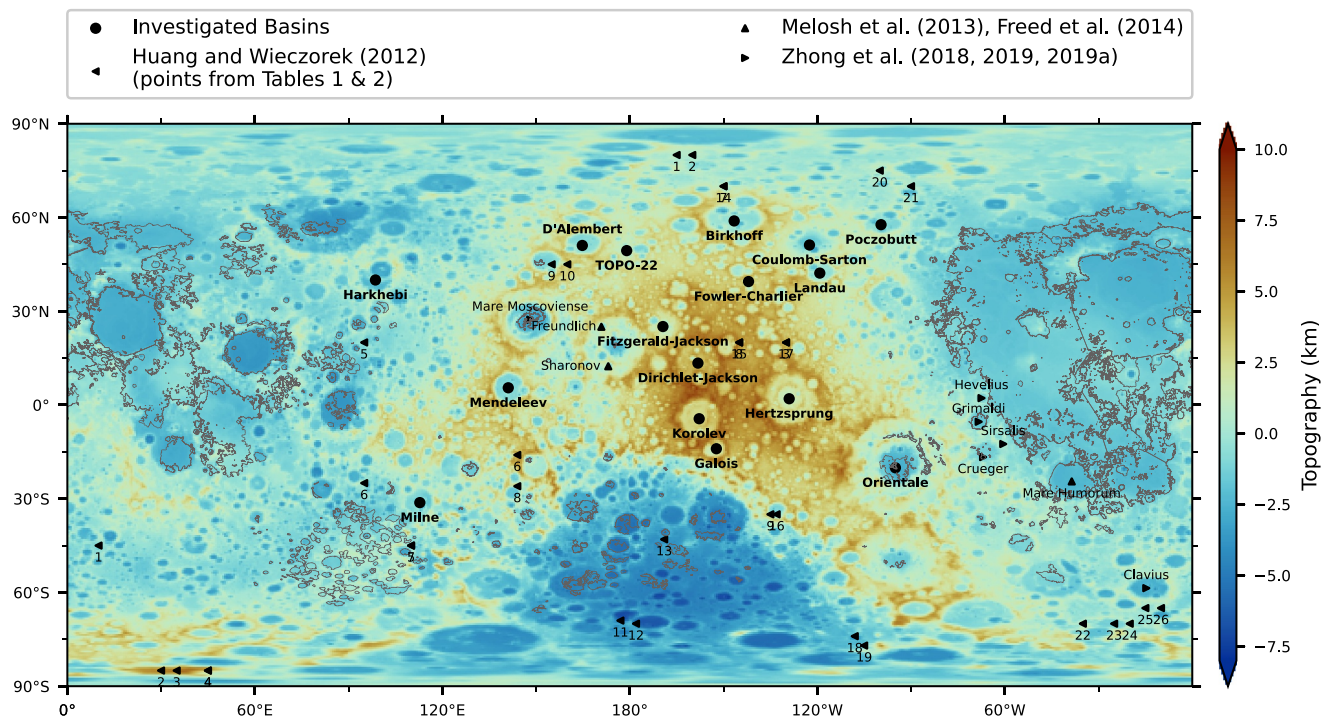 Investigated Basins
Huang and Wieczorek (2012)
(points from Tables 1 & 2)
Melosh et al. (2013), Freed et al. (2014)
Zhong et al. (2018, 2019, 2019a)
90°N
60°N
30°N
0°
30°S
60°S
90°S
1 2
20
14
21
D'Alembert
Birkhoff
Poczobutt
TOPO-22
Coulomb-Sarton
9 10
Harkhebi
Landau
Fowler-Charlier
Mare Moscoviense
Freundlich
Fitzgerald-Jackson
5
15
17
Sharonov
Dirichlet-Jackson
Mendeleev
Hertzsprung
Hevelius
Grimaldi
Korolev
Sirsalis
Galois
Crueger
6
Orientale
Mare Humorum
6
8
Milne
9 16
1
13
Clavius
11 12
18
19
22 23 24 25 26
2 3 4
0°
60°E
120°E
180°
120°W
60°W
10.0
7.5
5.0
2.5
0.0
−2.5
−5.0
−7.5
Topography (km)